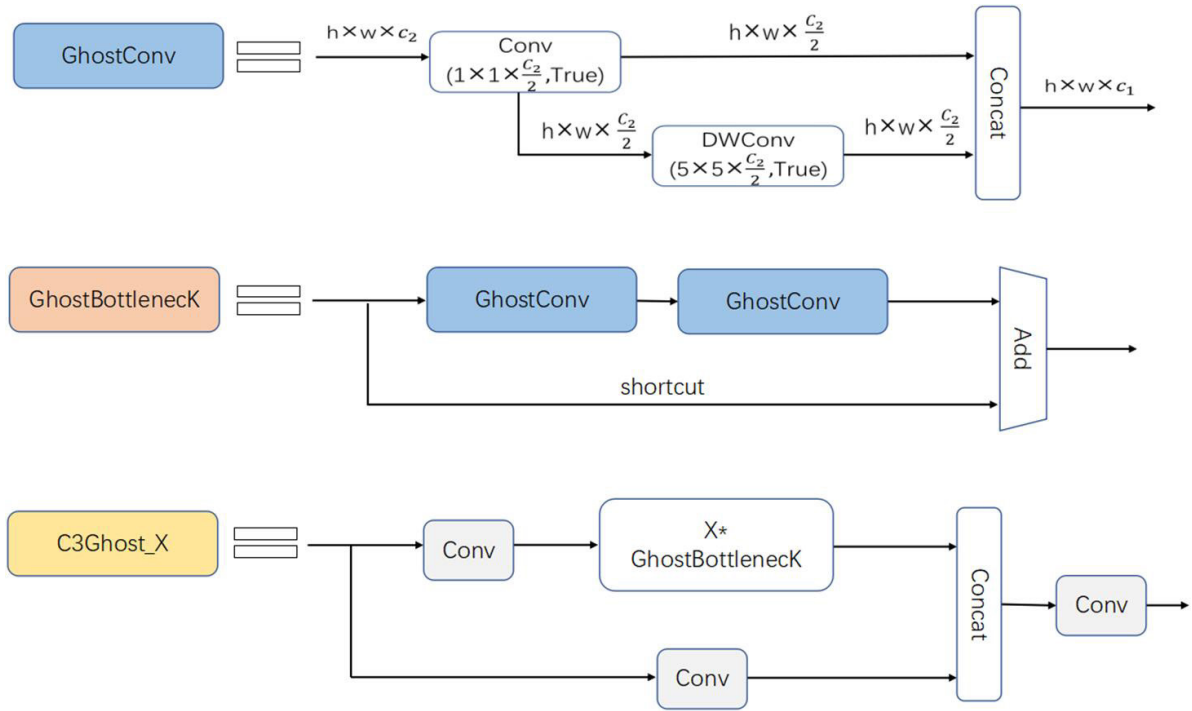 GhostConv
h×w×c₂
Conv
(1×1×c₂/2,True)
h×w×c₂/2
h×w×c₂/2
DWConv
(5×5×c₂/2,True)
h×w×c₂/2
Concat
h×w×c₁
GhostBottlenecK
GhostConv
GhostConv
shortcut
Add
C3Ghost_X
Conv
X*
GhostBottlenecK
Conv
Concat
Conv